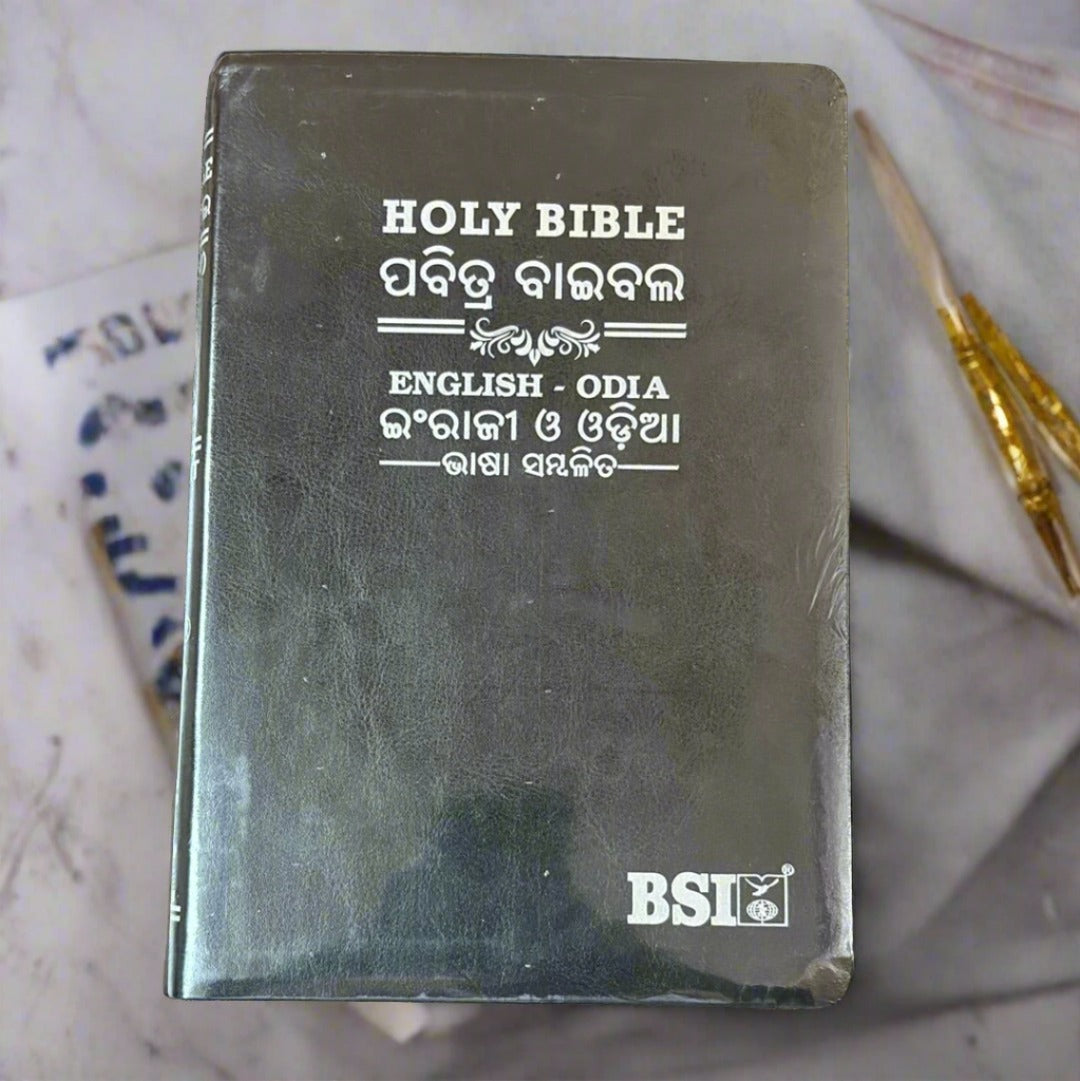 HOLY BIBLE
ପବିତ୍ର ବାଇବଲ
ENGLISH - ODIA
ଇଂରାଜୀ ଓ ଓଡ଼ିଆ
ଭାଷା ସମ୍ବଳିତ
BSI®